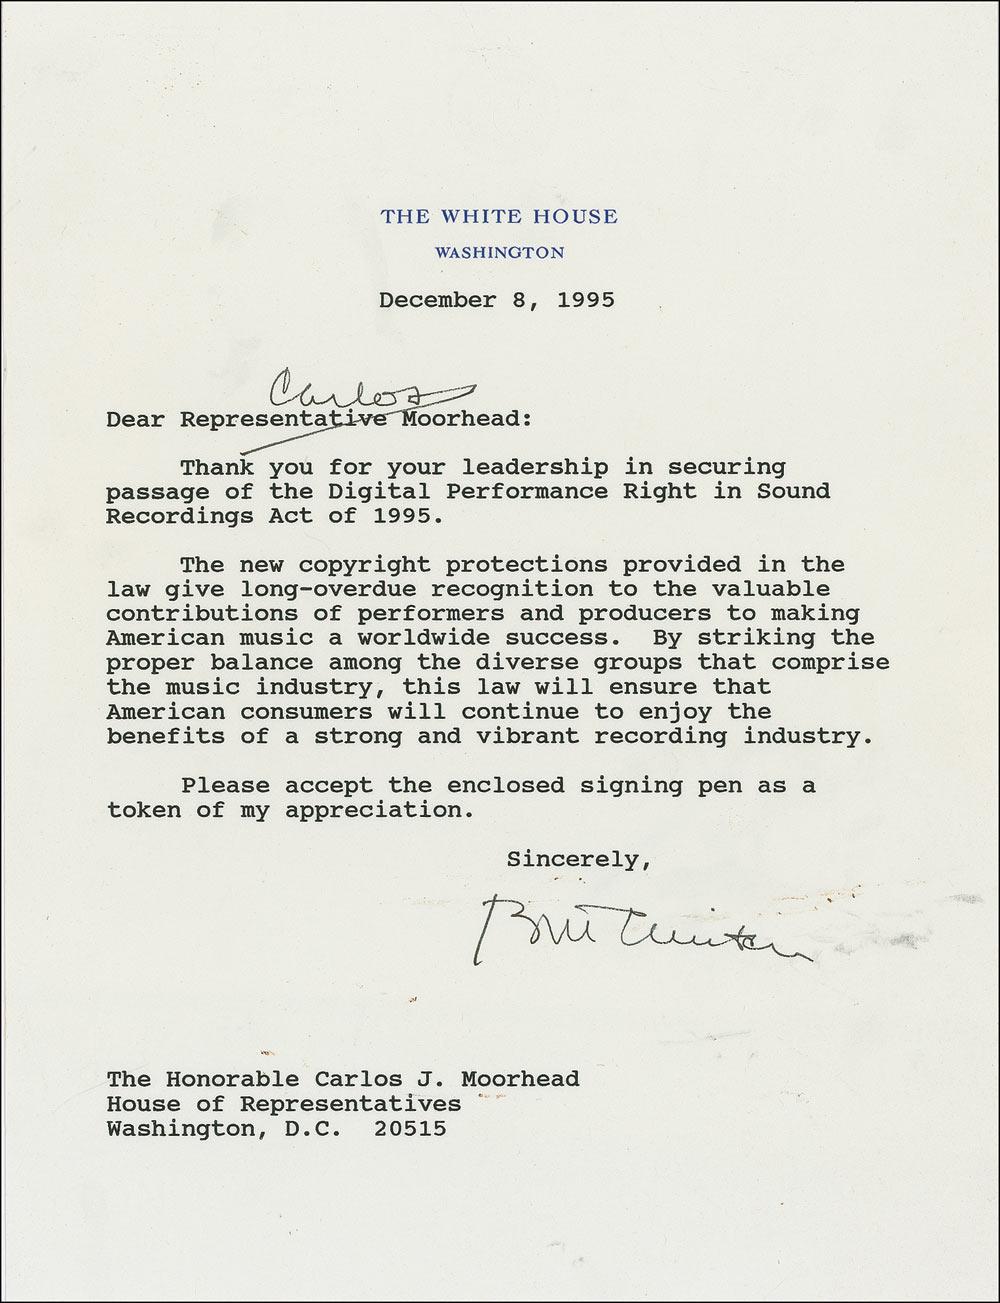 THE WHITE HOUSE
WASHINGTON
December 8, 1995
Carlos
Dear Representative Moorhead:
Thank you for your leadership in securing
passage of the Digital Performance Right in Sound
Recordings Act of 1995.
The new copyright protections provided in the
law give long-overdue recognition to the valuable
contributions of performers and producers to making
American music a worldwide success.  By striking the
proper balance among the diverse groups that comprise
the music industry, this law will ensure that
American consumers will continue to enjoy the
benefits of a strong and vibrant recording industry.
Please accept the enclosed signing pen as a
token of my appreciation.
Sincerely,
Bill Clinton
The Honorable Carlos J. Moorhead
House of Representatives
Washington, D.C.  20515